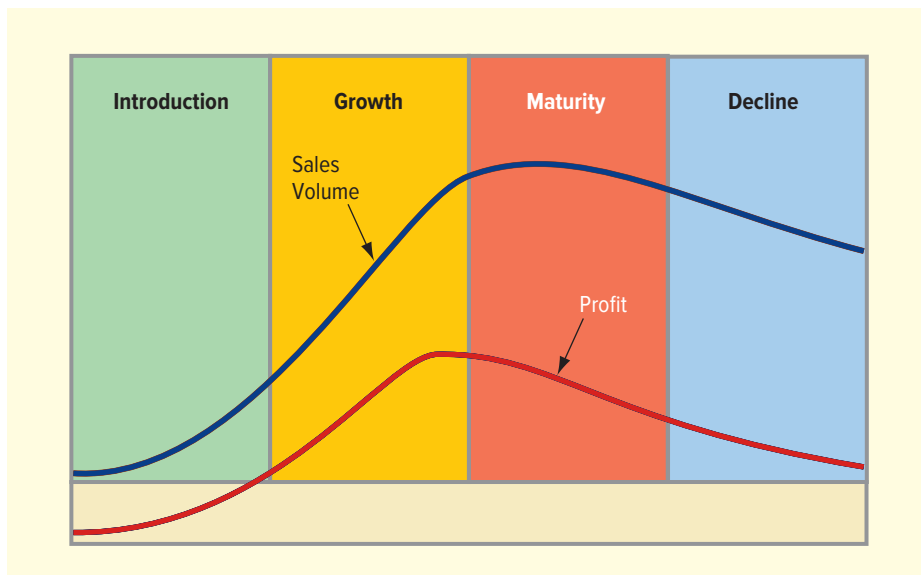 Introduction
Growth
Maturity
Decline
Sales
Volume
Profit